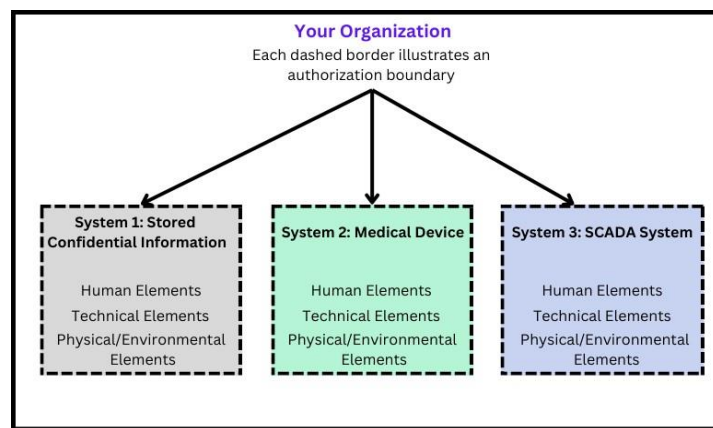 Your Organization
Each dashed border illustrates an
authorization boundary
System 1: Stored
Confidential Information
Human Elements
Technical Elements
Physical/Environmental
Elements
System 2: Medical Device
Human Elements
Technical Elements
Physical/Environmental
Elements
System 3: SCADA System
Human Elements
Technical Elements
Physical/Environmental
Elements